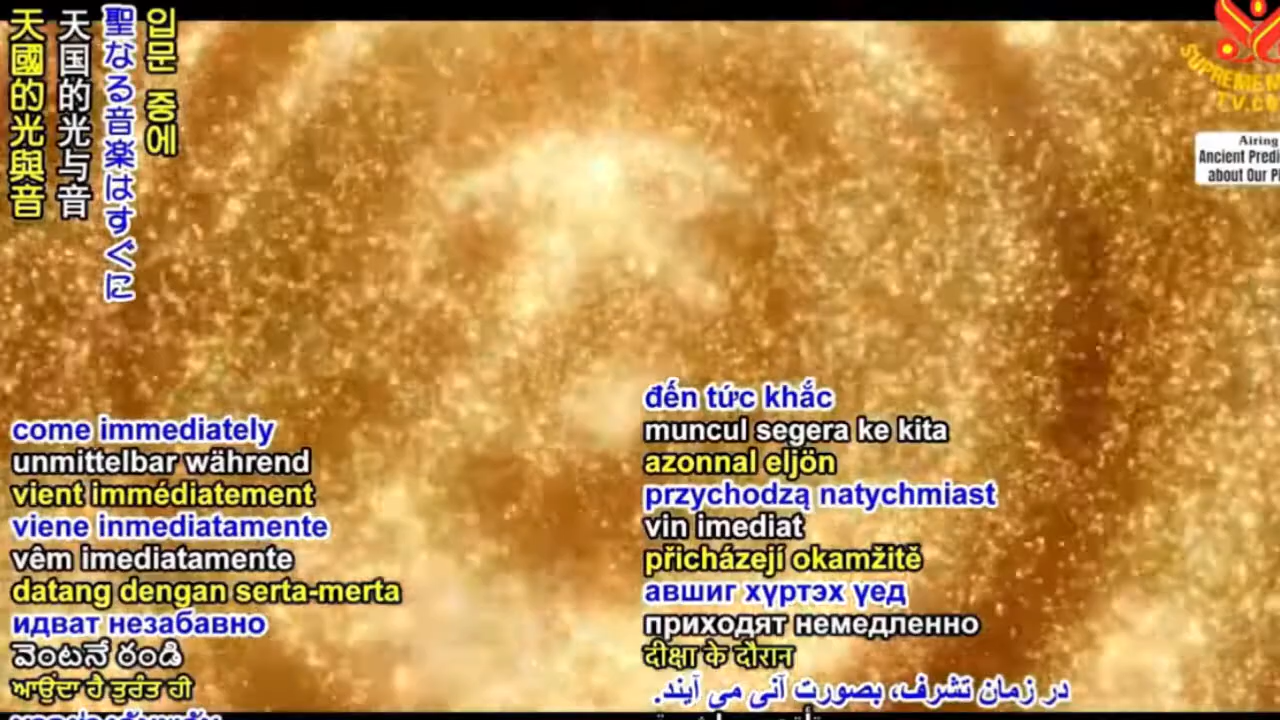 天國的光與音
天国的光与音
聖なる音楽はすぐに
입문 중에
SUPREME
TV.C
Airing
Ancient Predi
about Our Pl
come immediately
unmittelbar während
vient immédiatement
viene inmediatamente
vêm imediatamente
datang dengan serta-merta
идват незабавно
వెంటనే రండి
ਆਉਂਦਾ ਹੈ ਤੁਰੰਤ ਹੀ
đến tức khắc
muncul segera ke kita
azonnal eljön
przychodzą natychmiast
vin imediat
přicházejí okamžitě
авшиг хүртэх үед
приходят немедленно
दीक्षा के दौरान
در زمان تشرف، بصورت آنی می آیند.